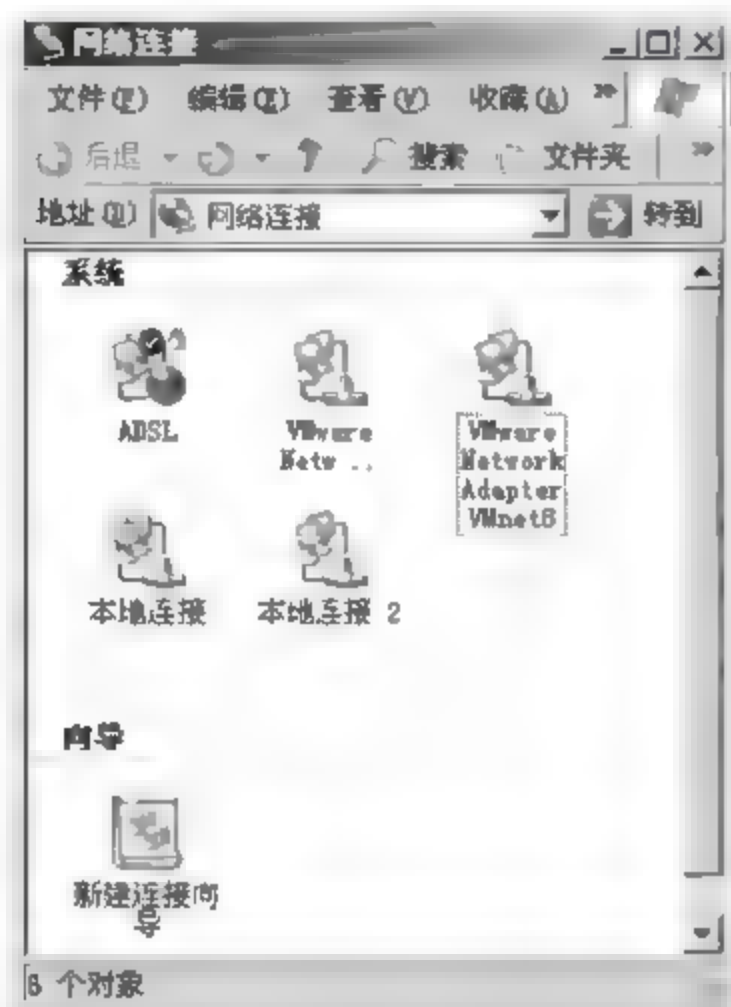 网络连接
文件(F) 编辑(E) 查看(V) 收藏(A) »
后退 搜索 文件夹 »
地址(D) 网络连接 转到
系统
ADSL
VMware
Netw ..
VMware
Network
Adapter
VMnet8
本地连接
本地连接 2
向导
新建连接向
导
6 个对象